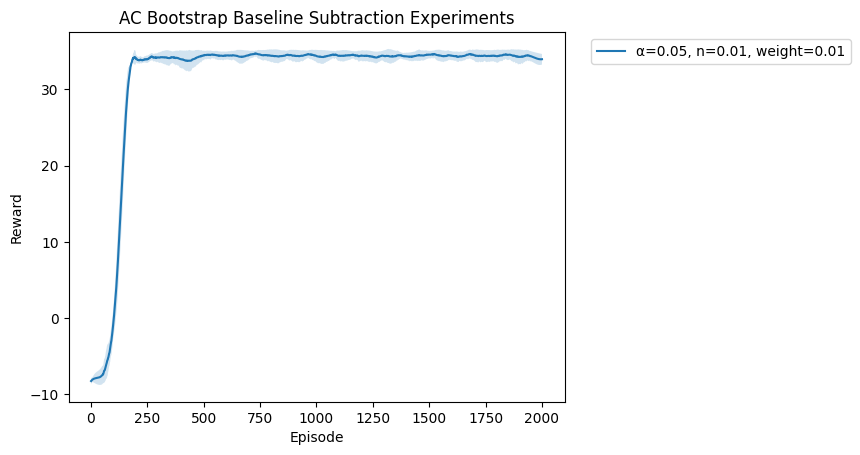 AC Bootstrap Baseline Subtraction Experiments
α=0.05, n=0.01, weight=0.01
Reward
30
20
10
0
−10
0 250 500 750 1000 1250 1500 1750 2000
Episode